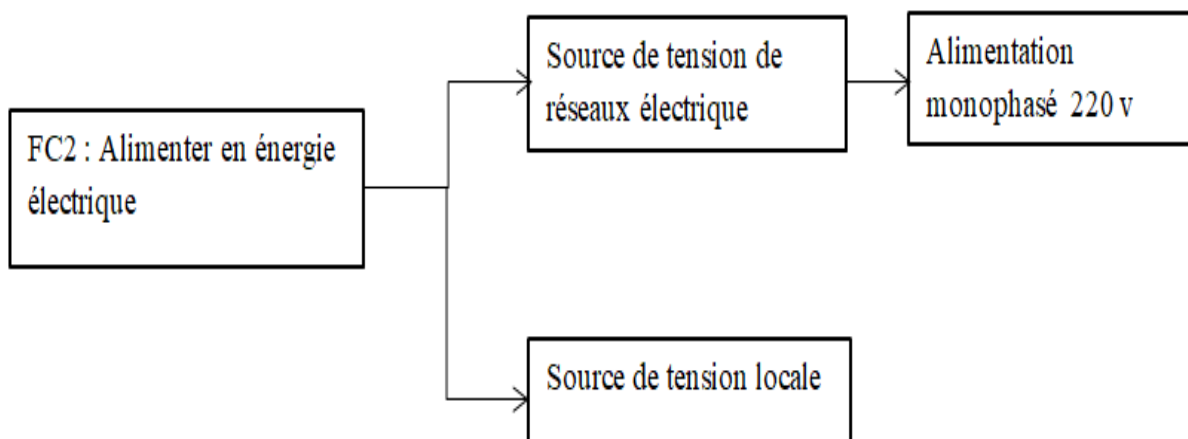 FC2 : Alimenter en énergie
électrique
Source de tension de
réseaux électrique
Alimentation
monophasé 220 v
Source de tension locale